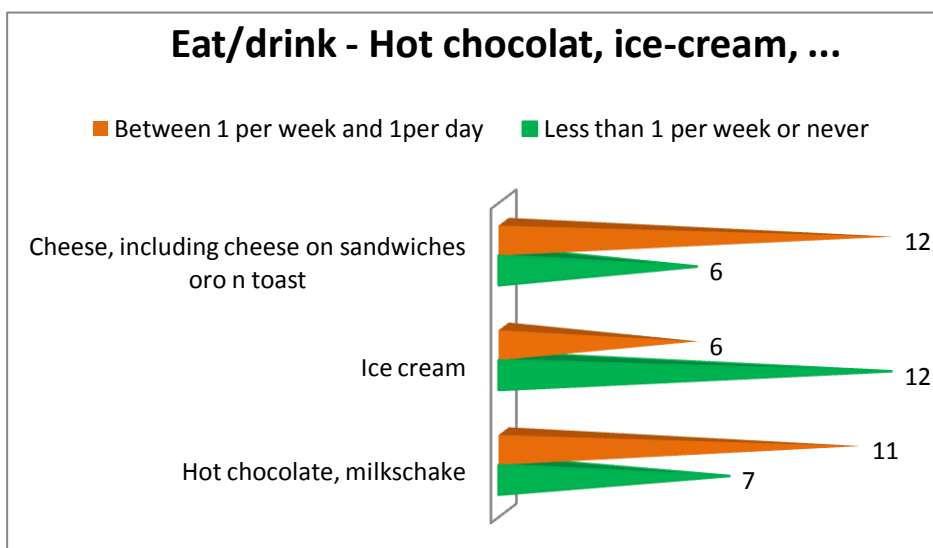 Eat/drink - Hot chocolat, ice-cream, ...
Between 1 per week and 1per day
Less than 1 per week or never
Cheese, including cheese on sandwiches
oro n toast
12
6
Ice cream
6
12
Hot chocolate, milkschake
11
7